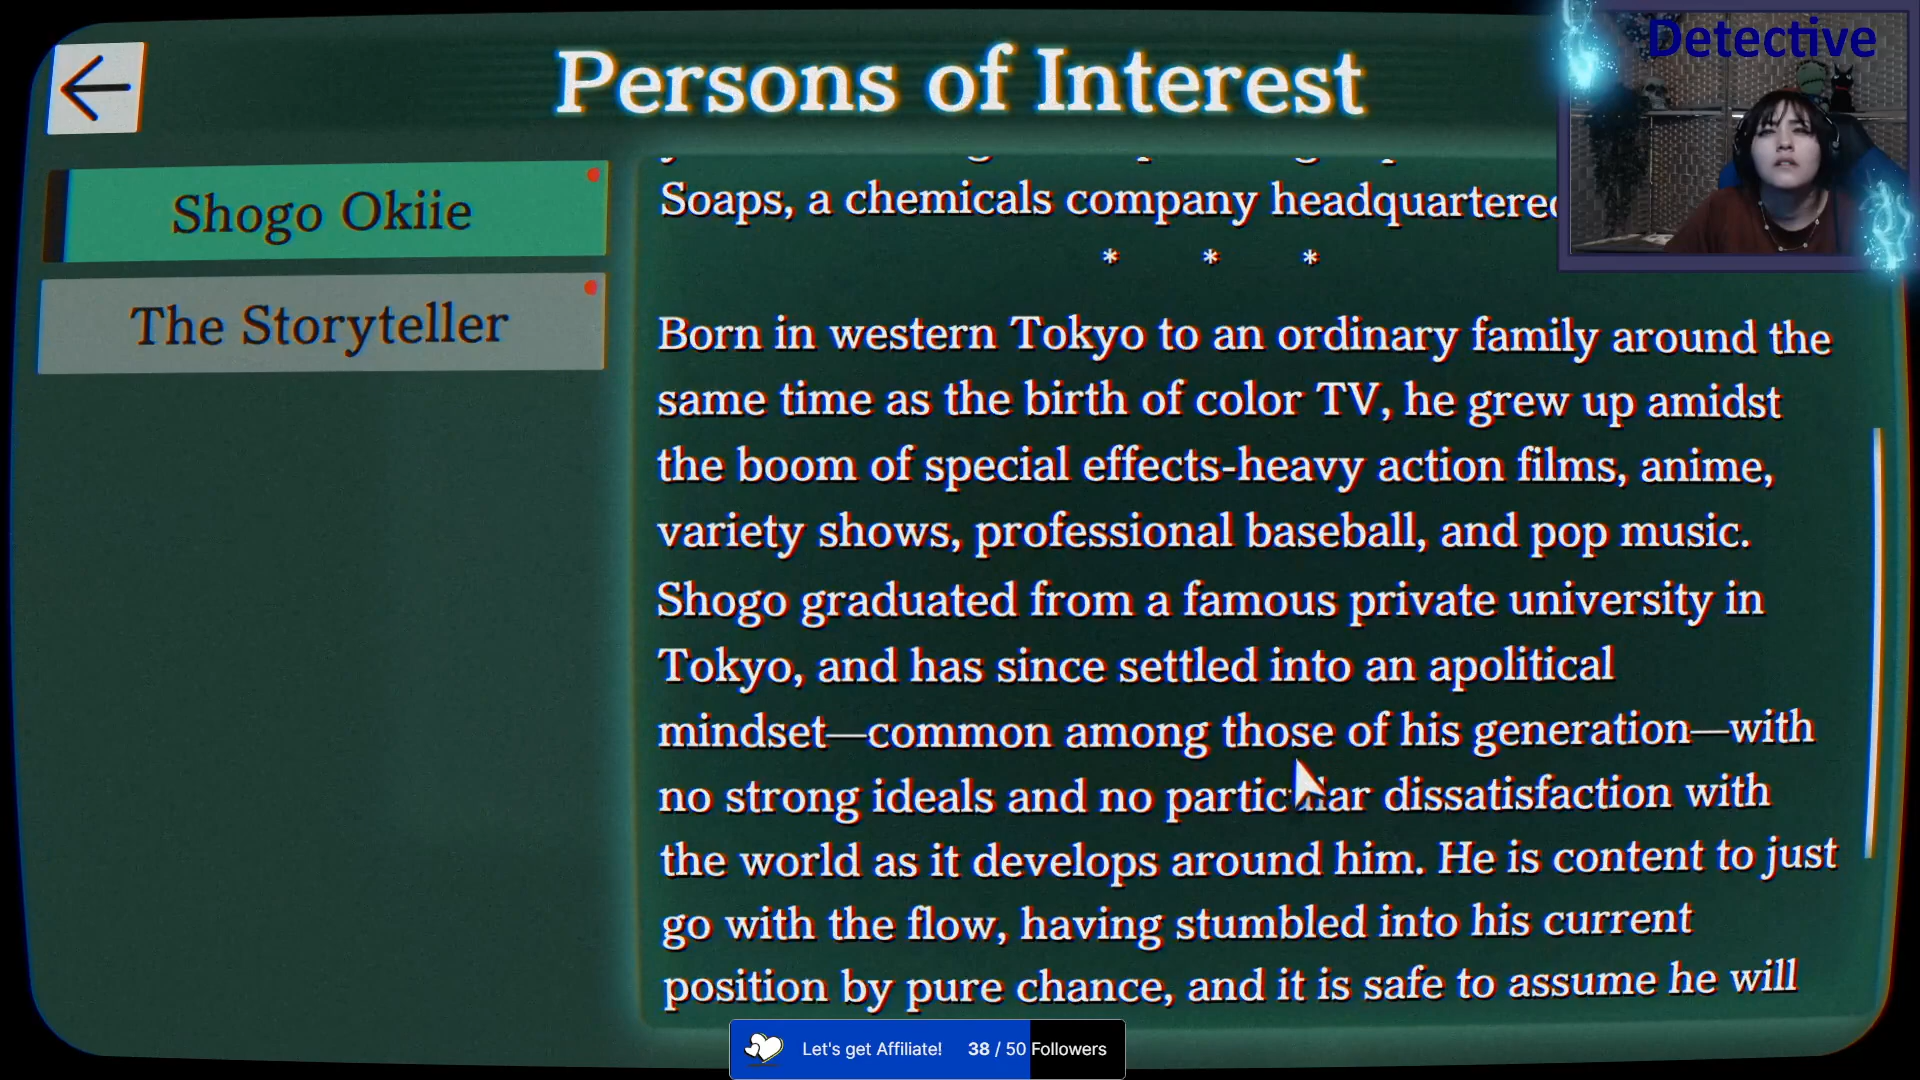 Persons of Interest
Detective
Shogo Okiie
The Storyteller
Soaps, a chemicals company headquartered
* * *
Born in western Tokyo to an ordinary family around the
same time as the birth of color TV, he grew up amidst
the boom of special effects-heavy action films, anime,
variety shows, professional baseball, and pop music.
Shogo graduated from a famous private university in
Tokyo, and has since settled into an apolitical
mindset—common among those of his generation—with
no strong ideals and no particular dissatisfaction with
the world as it develops around him. He is content to just
go with the flow, having stumbled into his current
position by pure chance, and it is safe to assume he will
Let's get Affiliate! 38 / 50 Followers